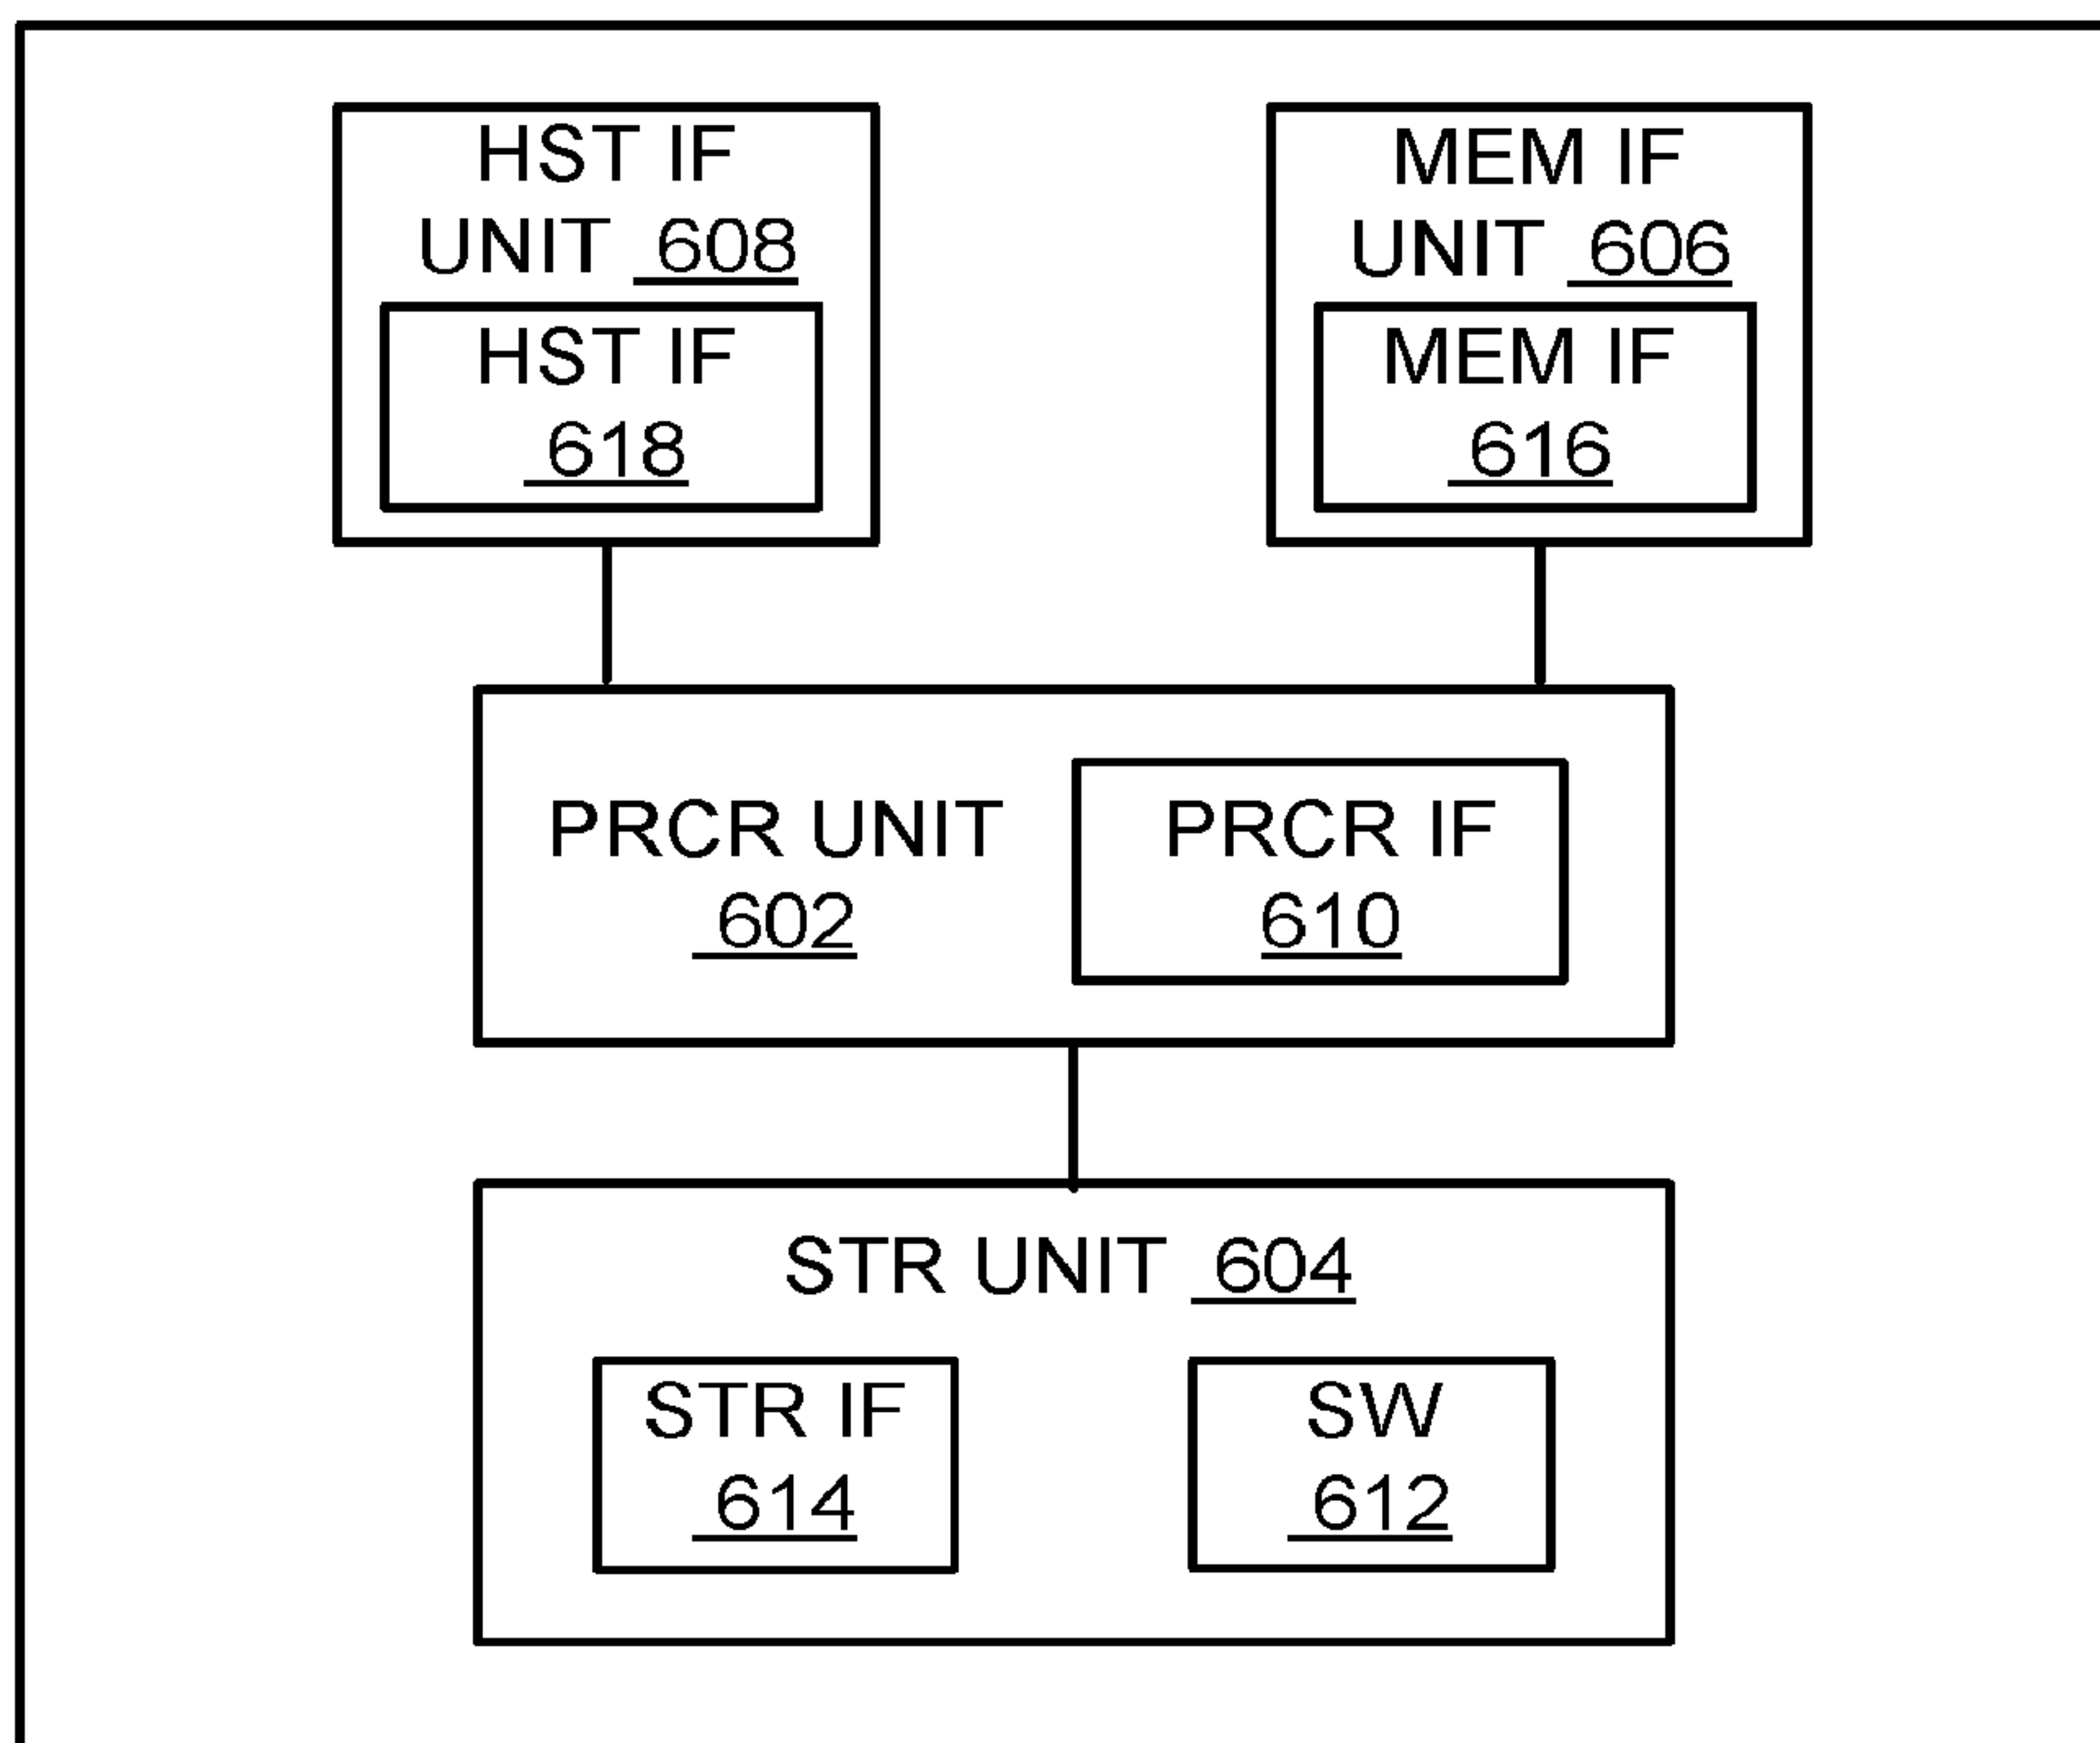 HST IF
UNIT 608
HST IF
618
MEM IF
UNIT 606
MEM IF
616
PRCR UNIT
602
PRCR IF
610
STR UNIT 604
STR IF
614
SW
612